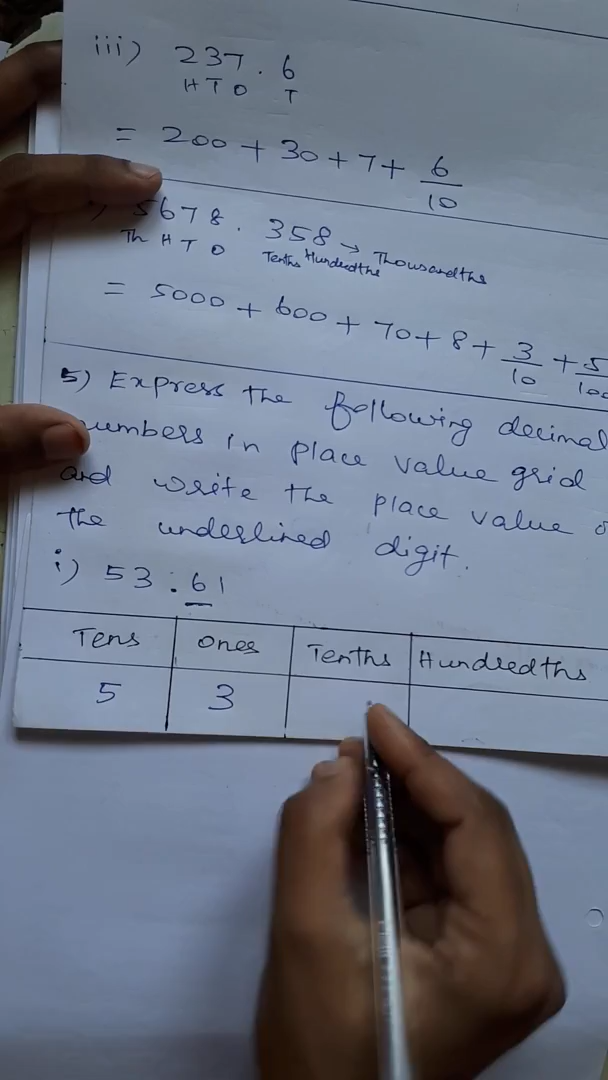 iii) 237.6
H T O T
= 200 + 30 + 7 + 6/10
) 5678.358 → Thousandths
Th H T O Tenths Hundredths
= 5000 + 600 + 70 + 8 + 3/10 + 5/100
5) Express the following decimal
numbers in place value grid
and write the place value o
the underlined digit.
i) 53.61
Tens Ones Tenths Hundredths
5 3